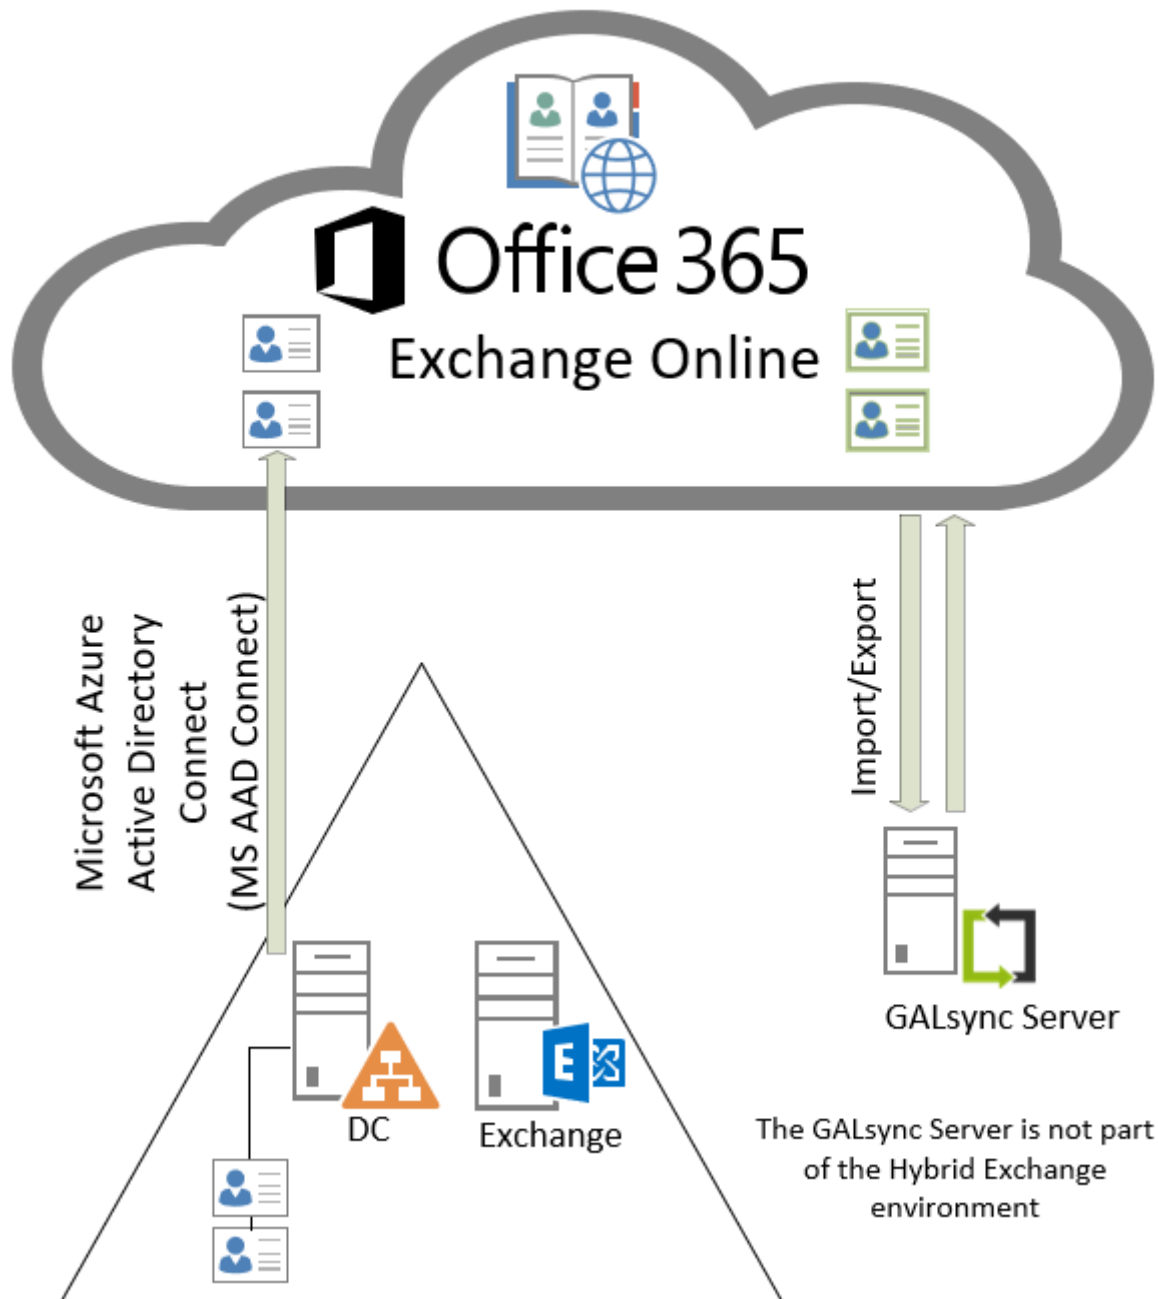 Office 365
Exchange Online
Microsoft Azure
Active Directory
Connect
(MS AAD Connect)
Import/Export
GALsync Server
E
DC
Exchange
The GALsync Server is not part
of the Hybrid Exchange
environment